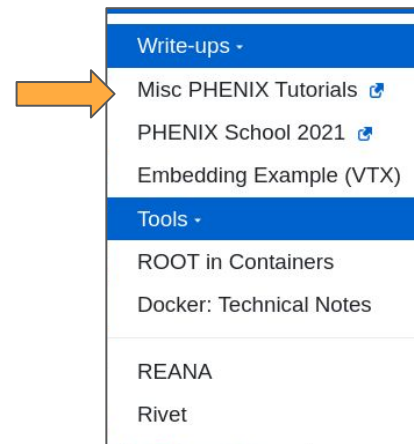 Write-ups
Misc PHENIX Tutorials
PHENIX School 2021
Embedding Example (VTX)
Tools
ROOT in Containers
Docker: Technical Notes
REANA
Rivet